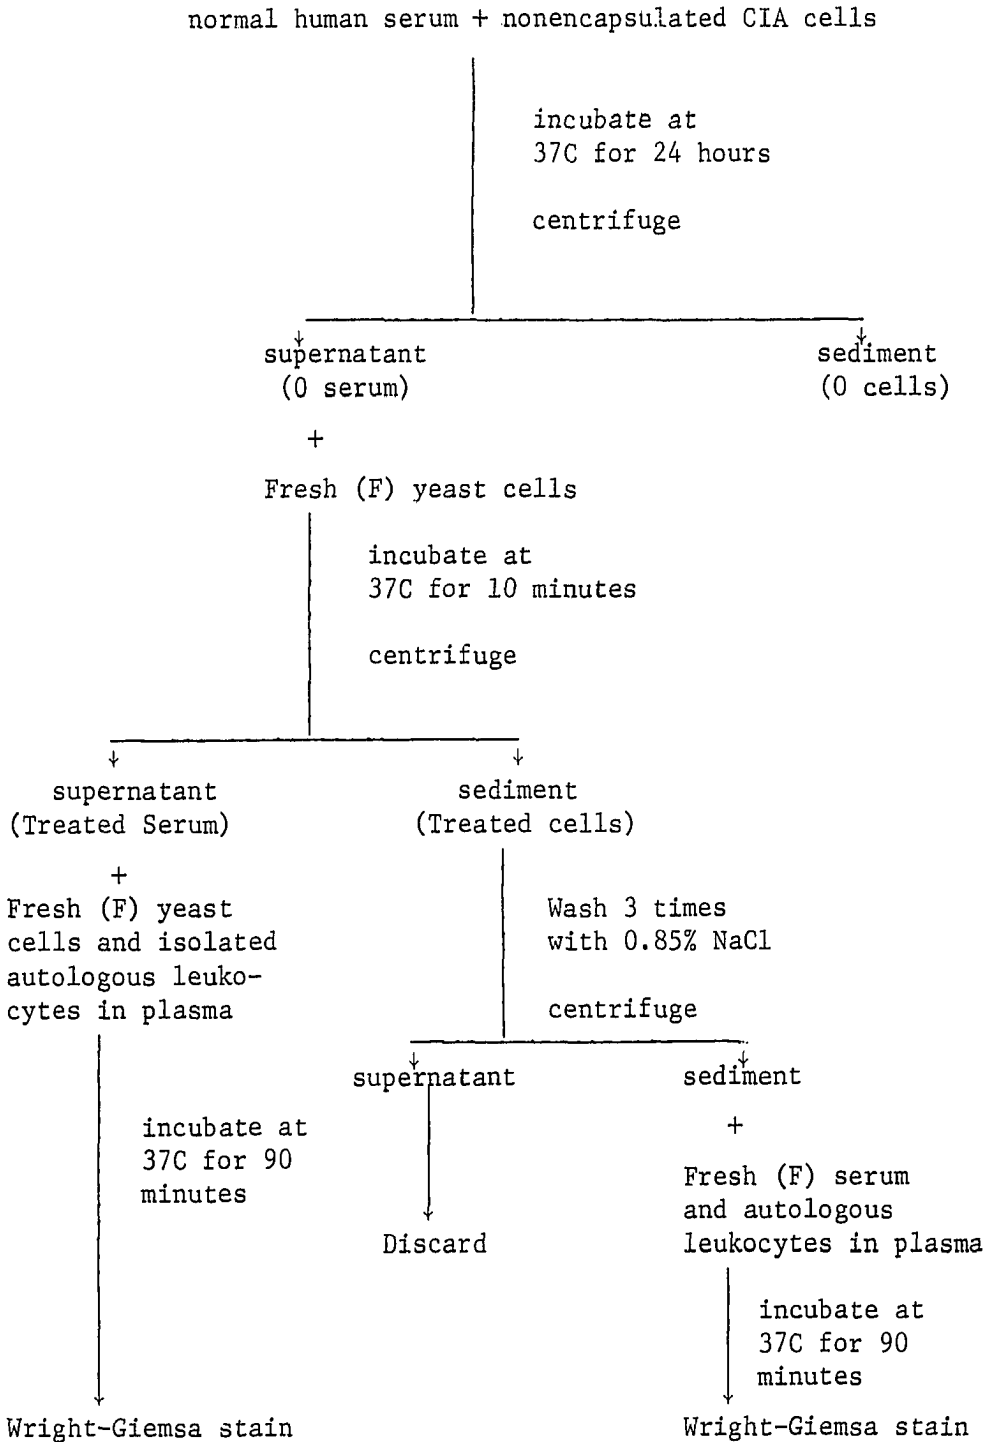 normal human serum + nonencapsulated CIA cells
incubate at
37C for 24 hours
centrifuge
supernatant
(O serum)
sediment
(O cells)
+
Fresh (F) yeast cells
incubate at
37C for 10 minutes
centrifuge
supernatant
(Treated Serum)
+
Fresh (F) yeast
cells and isolated
autologous leuko-
cytes in plasma
incubate at
37C for 90
minutes
Wright-Giemsa stain
sediment
(Treated cells)
Wash 3 times
with 0.85% NaCl
centrifuge
supernatant
Discard
sediment
+
Fresh (F) serum
and autologous
leukocytes in plasma
incubate at
37C for 90
minutes
Wright-Giemsa stain